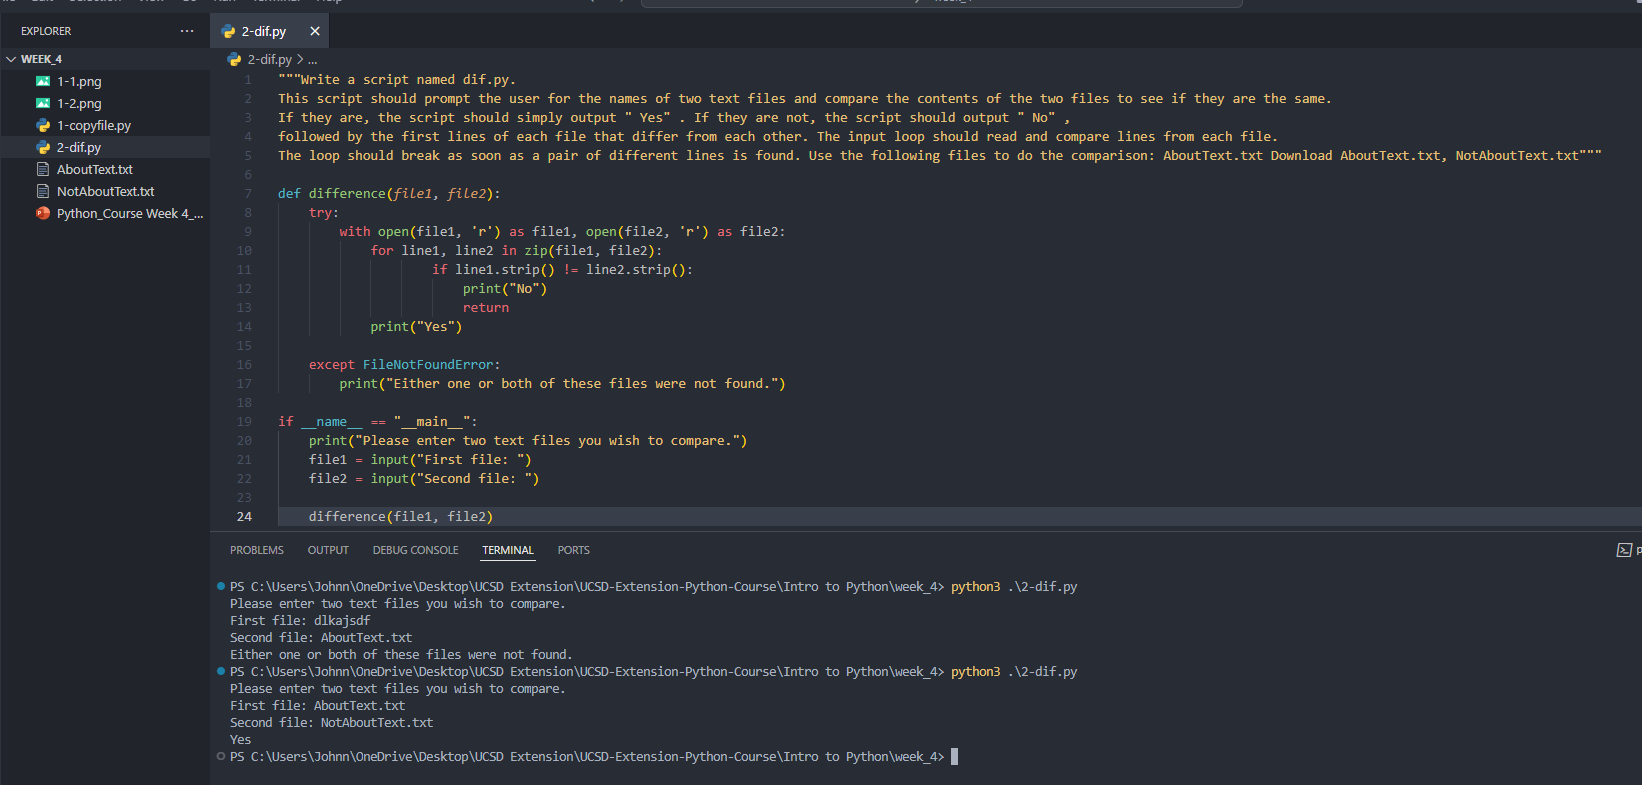 EXPLORER
···
2-dif.py
WEEK_4
1-1.png
1-2.png
1-copyfile.py
2-dif.py
AboutText.txt
NotAboutText.txt
Python_Course Week 4_...
2-dif.py > ...
1 """Write a script named dif.py.
2 This script should prompt the user for the names of two text files and compare the contents of the two files to see if they are the same.
3 If they are, the script should simply output " Yes" . If they are not, the script should output " No" ,
4 followed by the first lines of each file that differ from each other. The input loop should read and compare lines from each file.
5 The loop should break as soon as a pair of different lines is found. Use the following files to do the comparison: AboutText.txt Download AboutText.txt, NotAboutText.txt"""
6
7 def difference(file1, file2):
8 try:
9 with open(file1, 'r') as file1, open(file2, 'r') as file2:
10 for line1, line2 in zip(file1, file2):
11 if line1.strip() != line2.strip():
12 print("No")
13 return
14 print("Yes")
15
16 except FileNotFoundError:
17 print("Either one or both of these files were not found.")
18
19 if __name__ == "__main__":
20 print("Please enter two text files you wish to compare.")
21 file1 = input("First file: ")
22 file2 = input("Second file: ")
23
24 difference(file1, file2)
PROBLEMS OUTPUT DEBUG CONSOLE TERMINAL PORTS
PS C:\Users\Johnn\OneDrive\Desktop\UCSD Extension\UCSD-Extension-Python-Course\Intro to Python\week_4> python3 .\2-dif.py
Please enter two text files you wish to compare.
First file: dlkajsdf
Second file: AboutText.txt
Either one or both of these files were not found.
PS C:\Users\Johnn\OneDrive\Desktop\UCSD Extension\UCSD-Extension-Python-Course\Intro to Python\week_4> python3 .\2-dif.py
Please enter two text files you wish to compare.
First file: AboutText.txt
Second file: NotAboutText.txt
Yes
PS C:\Users\Johnn\OneDrive\Desktop\UCSD Extension\UCSD-Extension-Python-Course\Intro to Python\week_4>